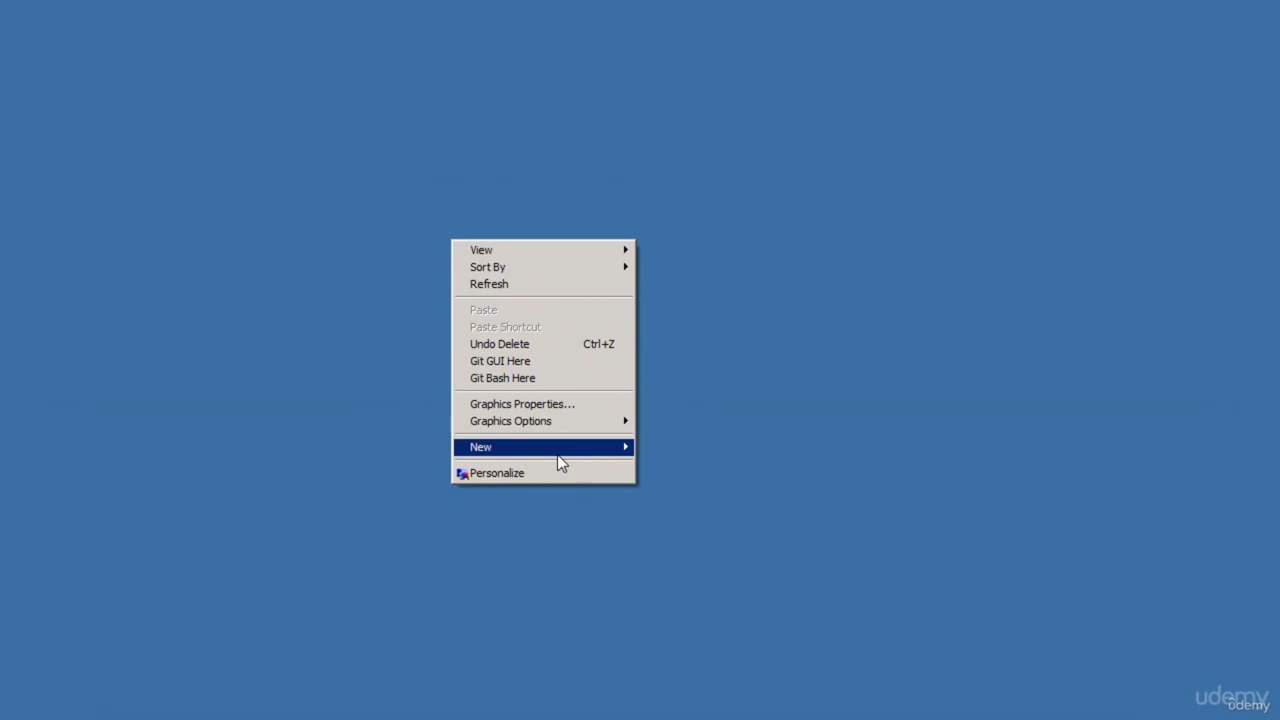 View
Sort By
Refresh
Paste
Paste Shortcut
Undo Delete Ctrl+Z
Git GUI Here
Git Bash Here
Graphics Properties...
Graphics Options
New
Personalize
udemy
ûdemy